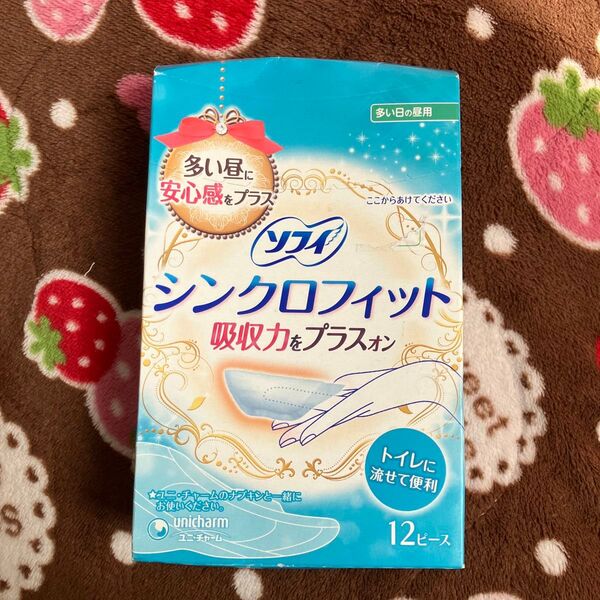 多い日の昼用
多い昼に
安心感をプラス
ここからあけてください
ソフィ
シンクロフィット
吸収力をプラスオン
トイレに
流せて便利
★ユニ・チャームのナプキンと一緒に
お使いください。
unicharm
ユニ・チャーム
12ピース